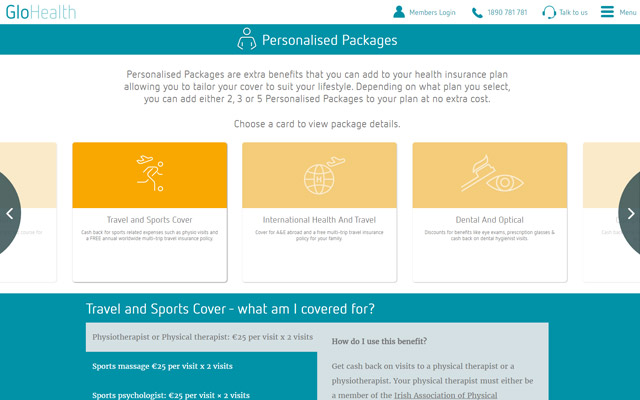 GloHealth
Members Login
1890 781 781
Talk to us
Menu
Personalised Packages
Personalised Packages are extra benefits that you can add to your health insurance plan
allowing you to tailor your cover to suit your lifestyle. Depending on what plan you select,
you can add either 2, 3 or 5 Personalised Packages to your plan at no extra cost.
Choose a card to view package details.
Travel and Sports Cover
Cash back for sports related expenses such as physio visits and
a FREE annual worldwide multi-trip travel insurance policy
International Health And Travel
Cover for A&E abroad and a free multi-trip travel insurance
policy for your family
Dental And Optical
Discounts for benefits like eye exams, prescription glasses &
cash back on dental hygienist visits
Travel and Sports Cover - what am I covered for?
Physiotherapist or Physical therapist: €25 per visit x 2 visits
Sports massage €25 per visit x 2 visits
Sports psychologist: €25 per visit × 2 visits
How do I use this benefit?
Get cash back on visits to a physical therapist or a
physiotherapist. Your physical therapist must either be
a member of the Irish Association of Physical